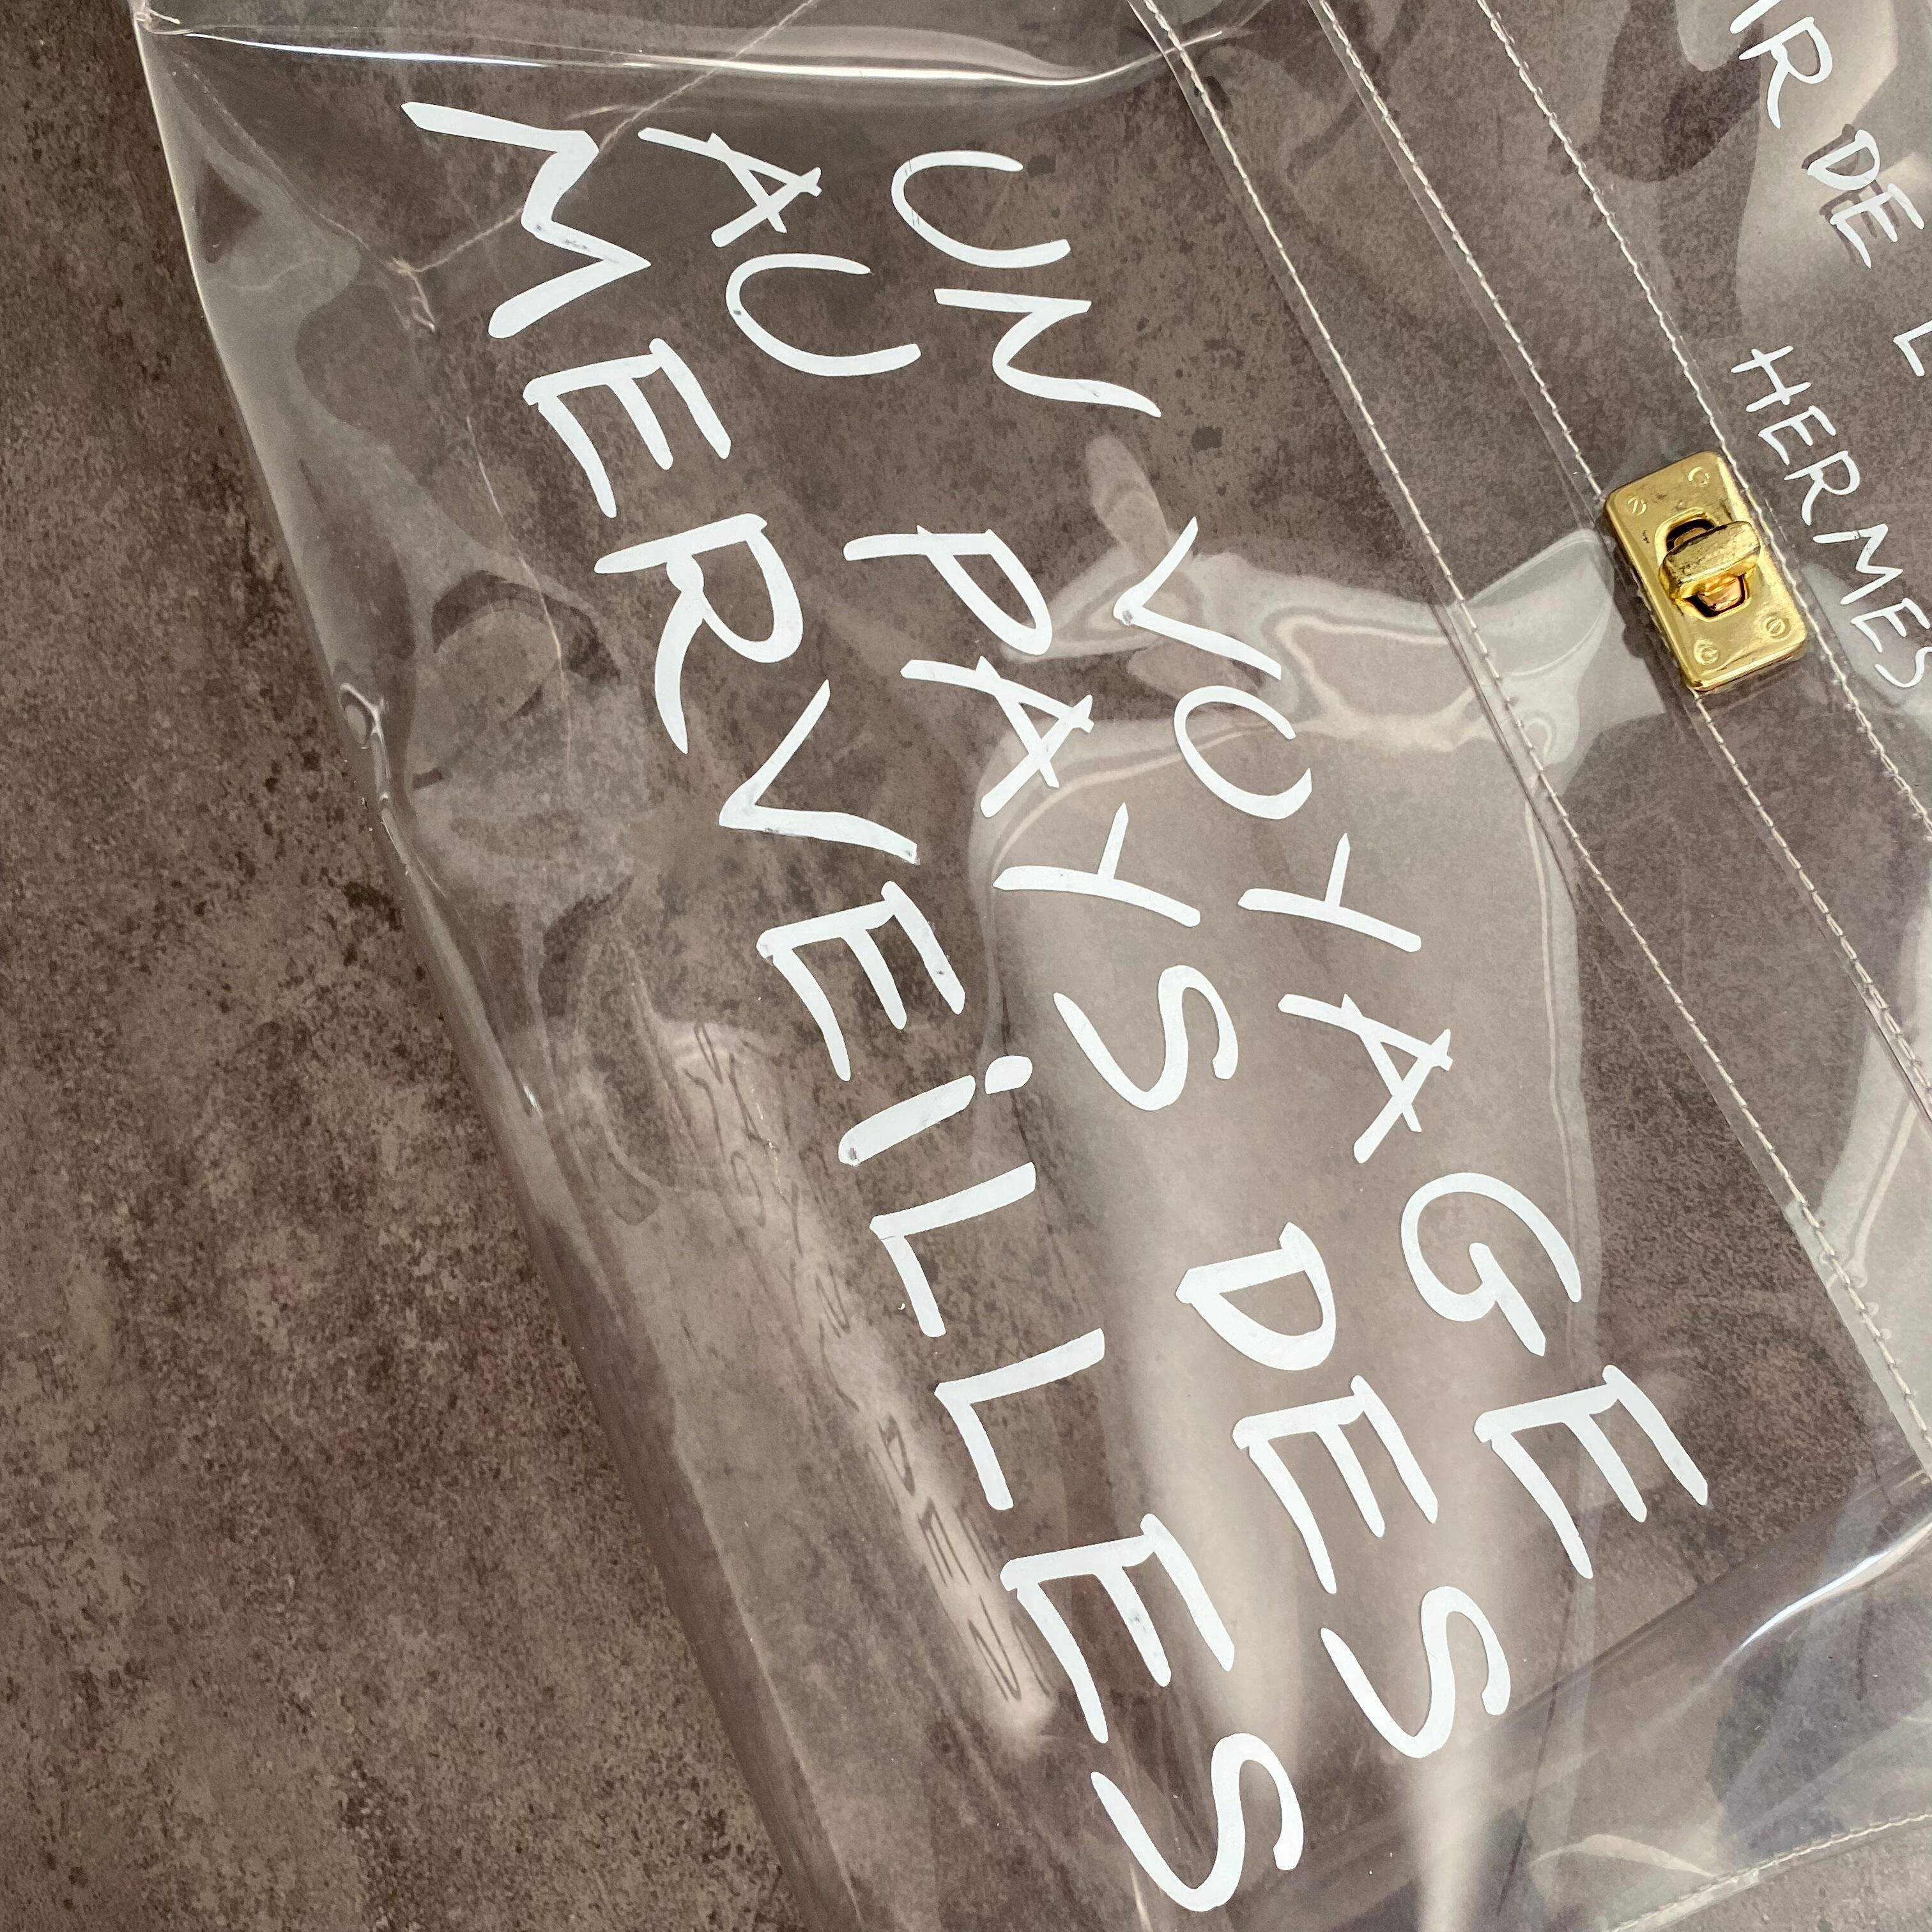 DE
HERMES
UN VOYAGE
AU PAYS DES
MERVEiLLES